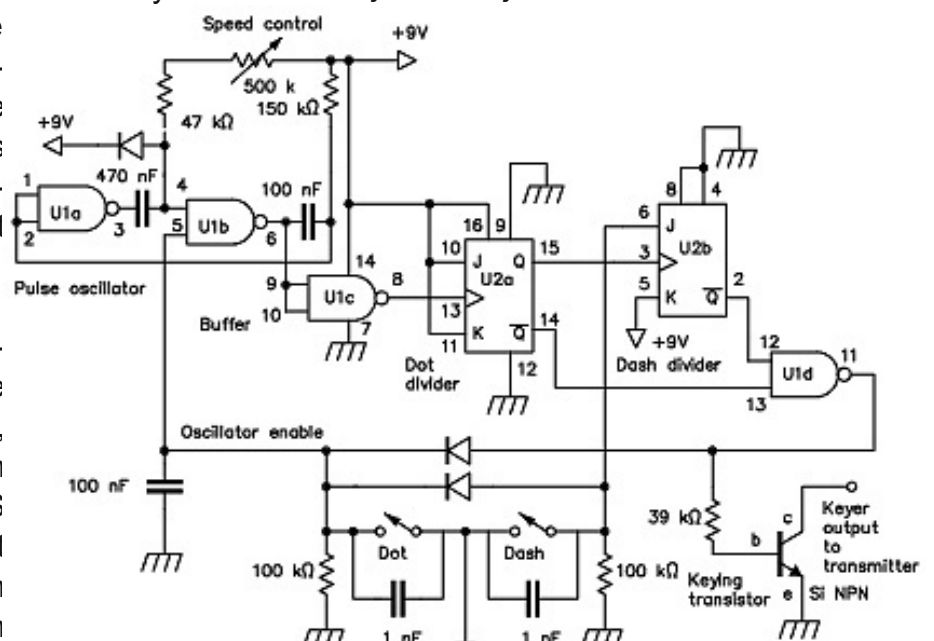 Speed control
+9V
500 k
150 kΩ
47 kΩ
+9V
470 nF
100 nF
1
2
3
4
5
6
U1a
U1b
Pulse oscillator
9
10
U1c
14
8
7
Buffer
16
9
10
J
U2a
Q
15
13
K
Q
14
11
12
Dot
divider
8
4
6
J
U2b
3
5
K
Q
2
+9V
Dash divider
12
U1d
11
13
Oscillator enable
100 nF
39 kΩ
c
b
e
Keyer
output
to
transmitter
Dot
Dash
100 kΩ
100 kΩ
Keying
transistor
Si NPN
1 nF
1 nF